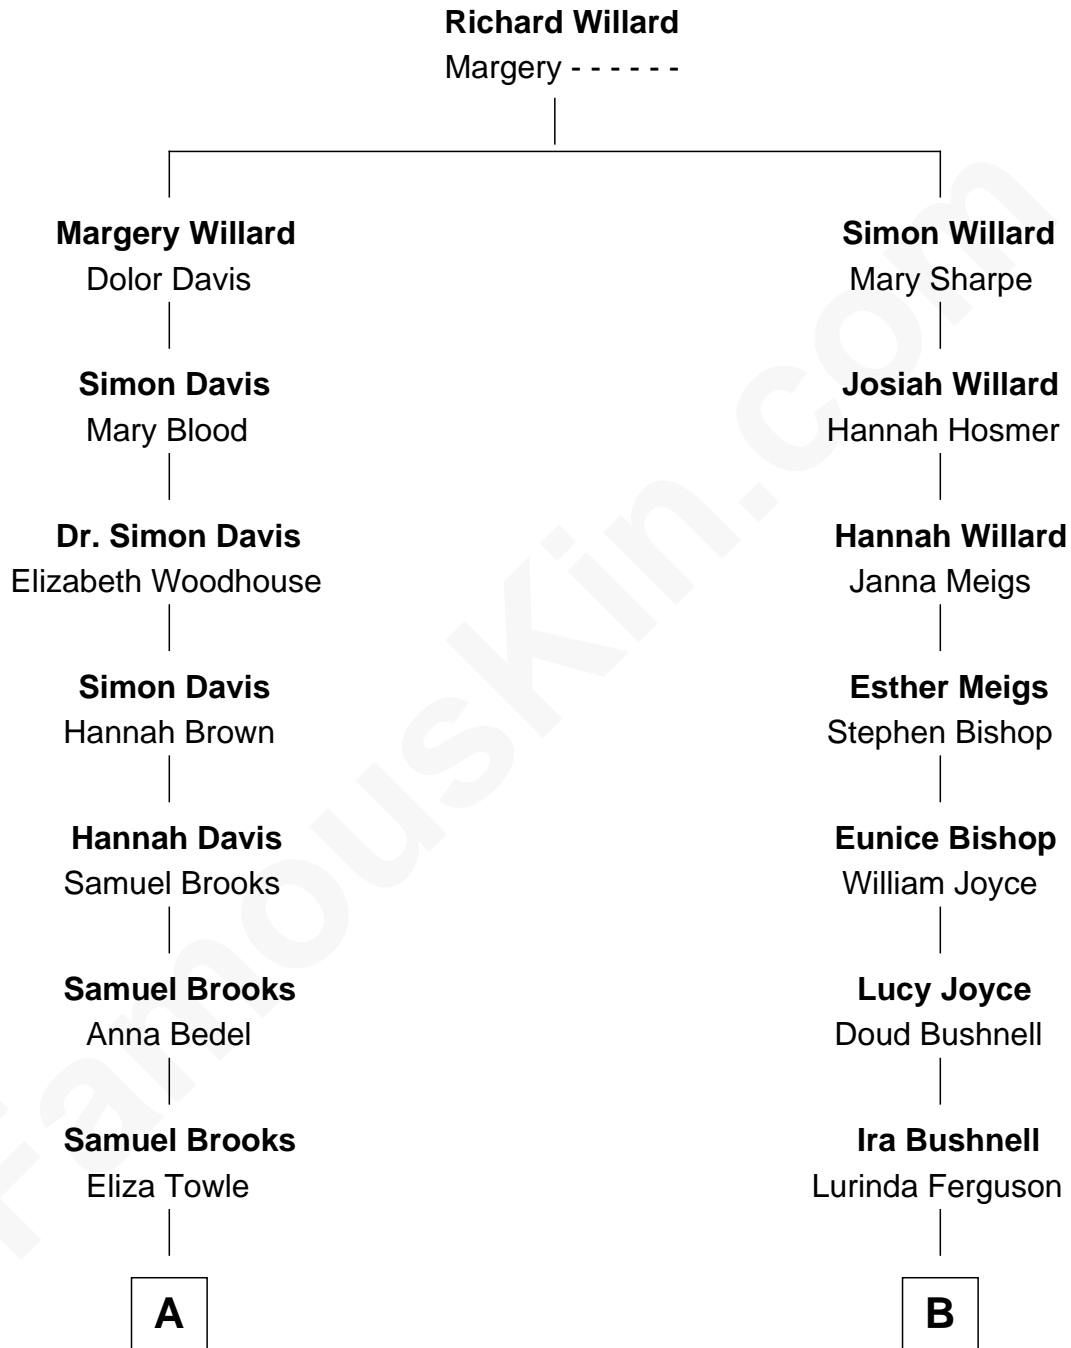 Richard Willard
Margery - - - - - -
Margery Willard
Dolor Davis
Simon Willard
Mary Sharpe
Simon Davis
Mary Blood
Josiah Willard
Hannah Hosmer
Dr. Simon Davis
Elizabeth Woodhouse
Hannah Willard
Janna Meigs
Simon Davis
Hannah Brown
Esther Meigs
Stephen Bishop
Hannah Davis
Samuel Brooks
Eunice Bishop
William Joyce
Samuel Brooks
Anna Bedel
Lucy Joyce
Doud Bushnell
Samuel Brooks
Eliza Towle
Ira Bushnell
Lurinda Ferguson
A
B
FamousKin.com